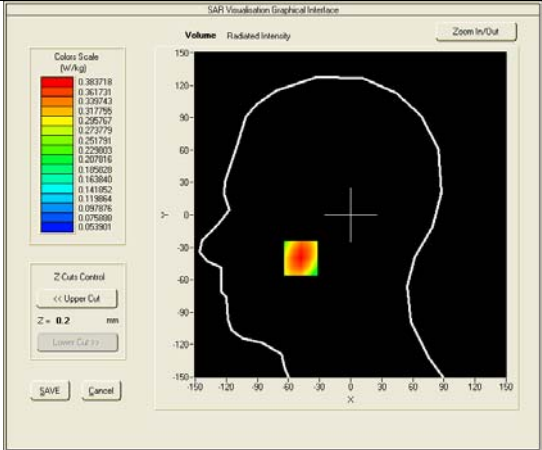 SAR Visualisation Graphical Interface
Volume Radiated Intensity
Zoom In/Out
Colors Scale
(W/kg)
0.383718
0.361731
0.339743
0.317755
0.295767
0.273779
0.251791
0.229803
0.207816
0.185828
0.163840
0.141852
0.119864
0.097876
0.075888
0.053901
Z Cuts Control
<< Upper Cut
Z = 0.2 mm
Lower Cut >>
SAVE Cancel
Y
150
120
90
60
30
0
-30
-60
-90
-120
-150
-150 -120 -90 -60 -30 0 30 60 90 120 150
X